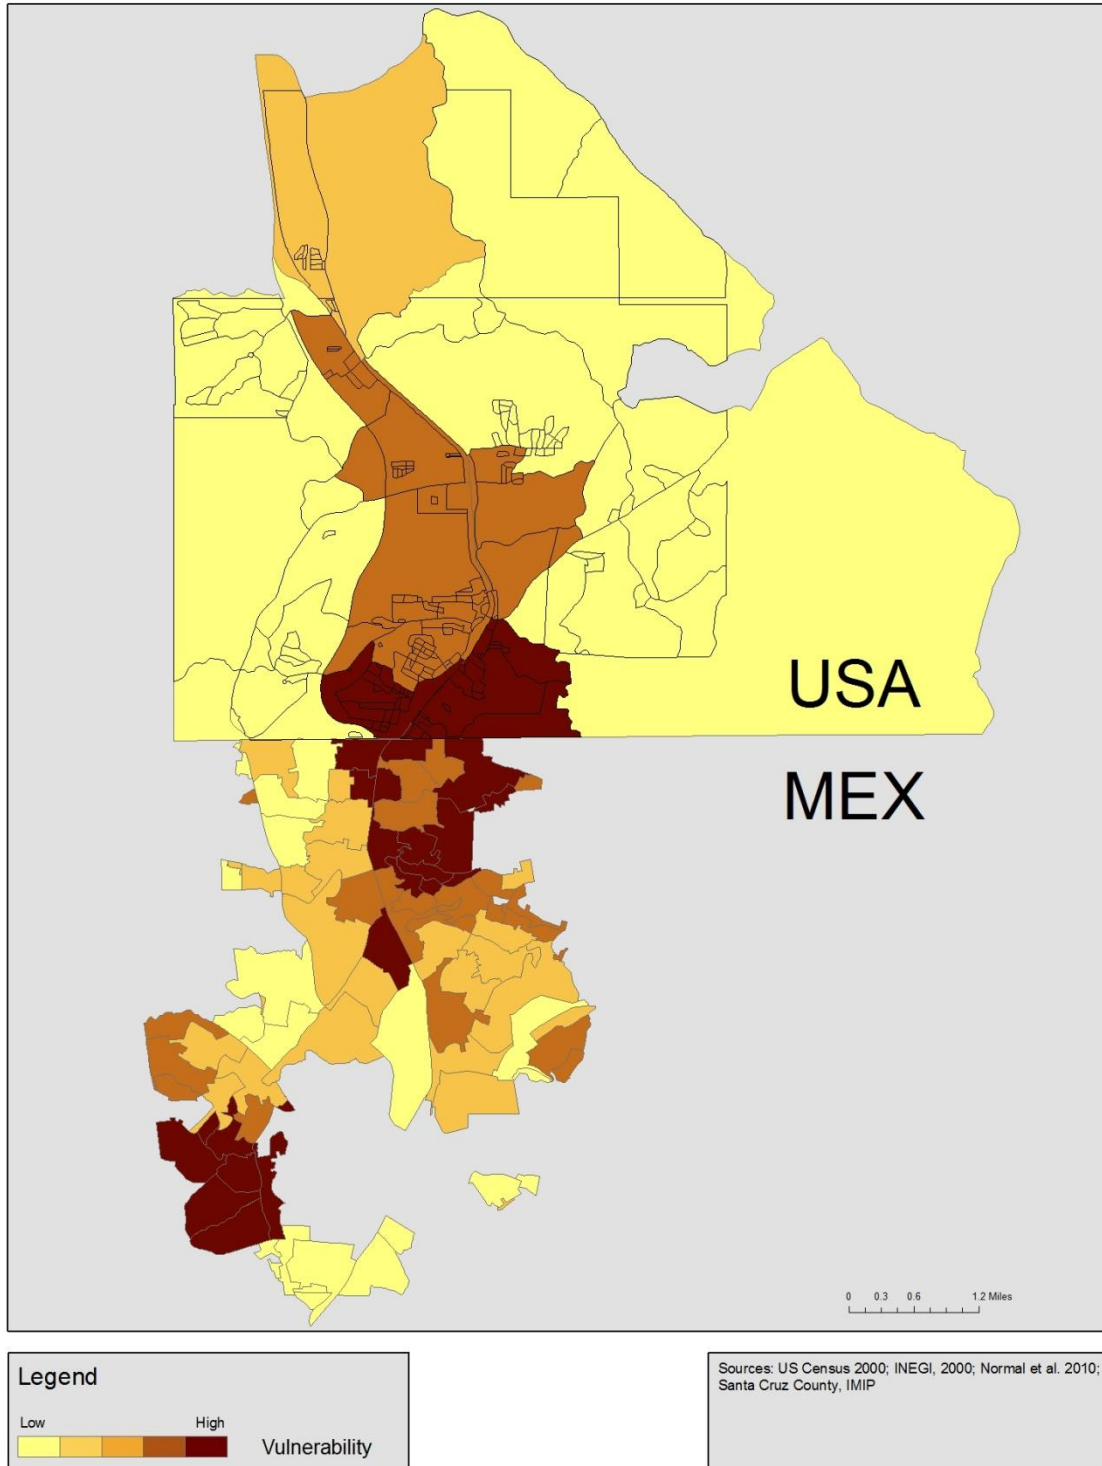 USA
MEX
0 0.3 0.6 1.2 Miles
Legend
Low High
Vulnerability
Sources: US Census 2000; INEGI, 2000; Normal et al. 2010;
Santa Cruz County, IMIP